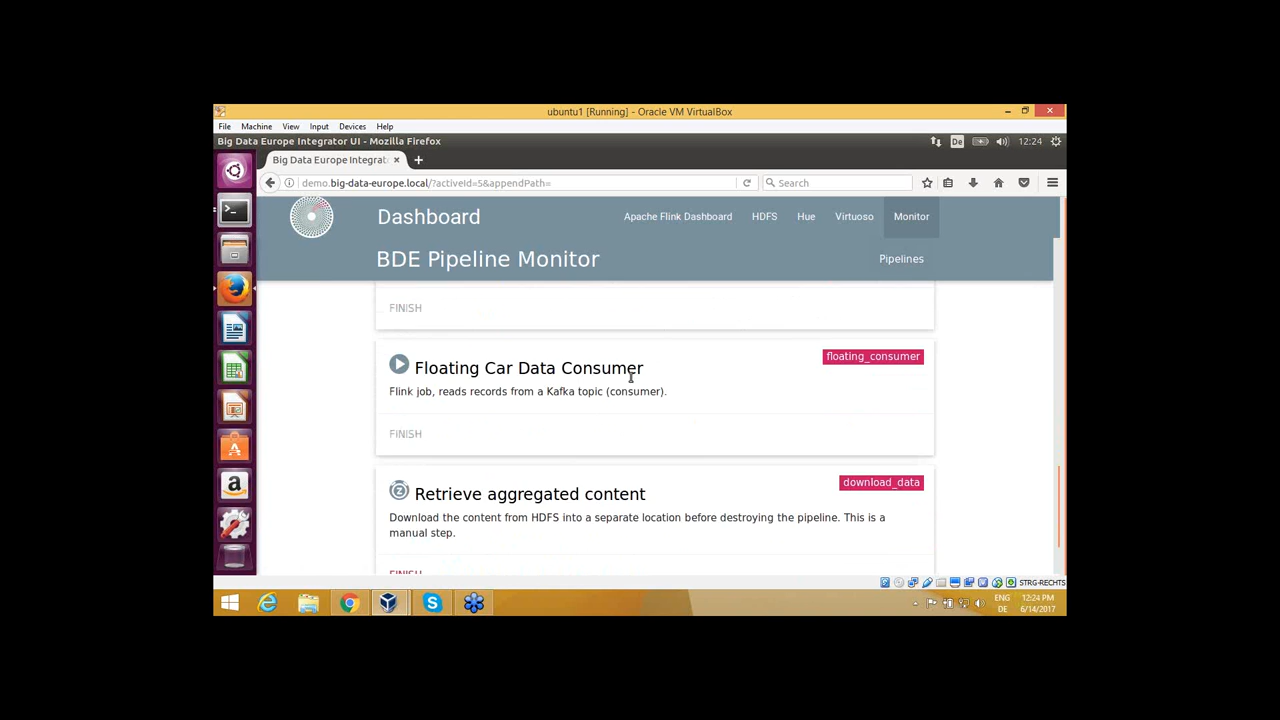 ubuntu1 [Running] - Oracle VM VirtualBox
File Machine View Input Devices Help
Big Data Europe Integrator UI - Mozilla Firefox
De
12:24
Big Data Europe Integrat
demo.big-data-europe.local/?activeId=5&appendPath=
Search
Dashboard
Apache Flink Dashboard HDFS Hue Virtuoso Monitor
BDE Pipeline Monitor
Pipelines
FINISH
Floating Car Data Consumer
floating_consumer
Flink job, reads records from a Kafka topic (consumer).
FINISH
Retrieve aggregated content
download_data
Download the content from HDFS into a separate location before destroying the pipeline. This is a
manual step.
FINISH
STRG-RECHTS
ENG 12:24 PM
DE 6/14/2017